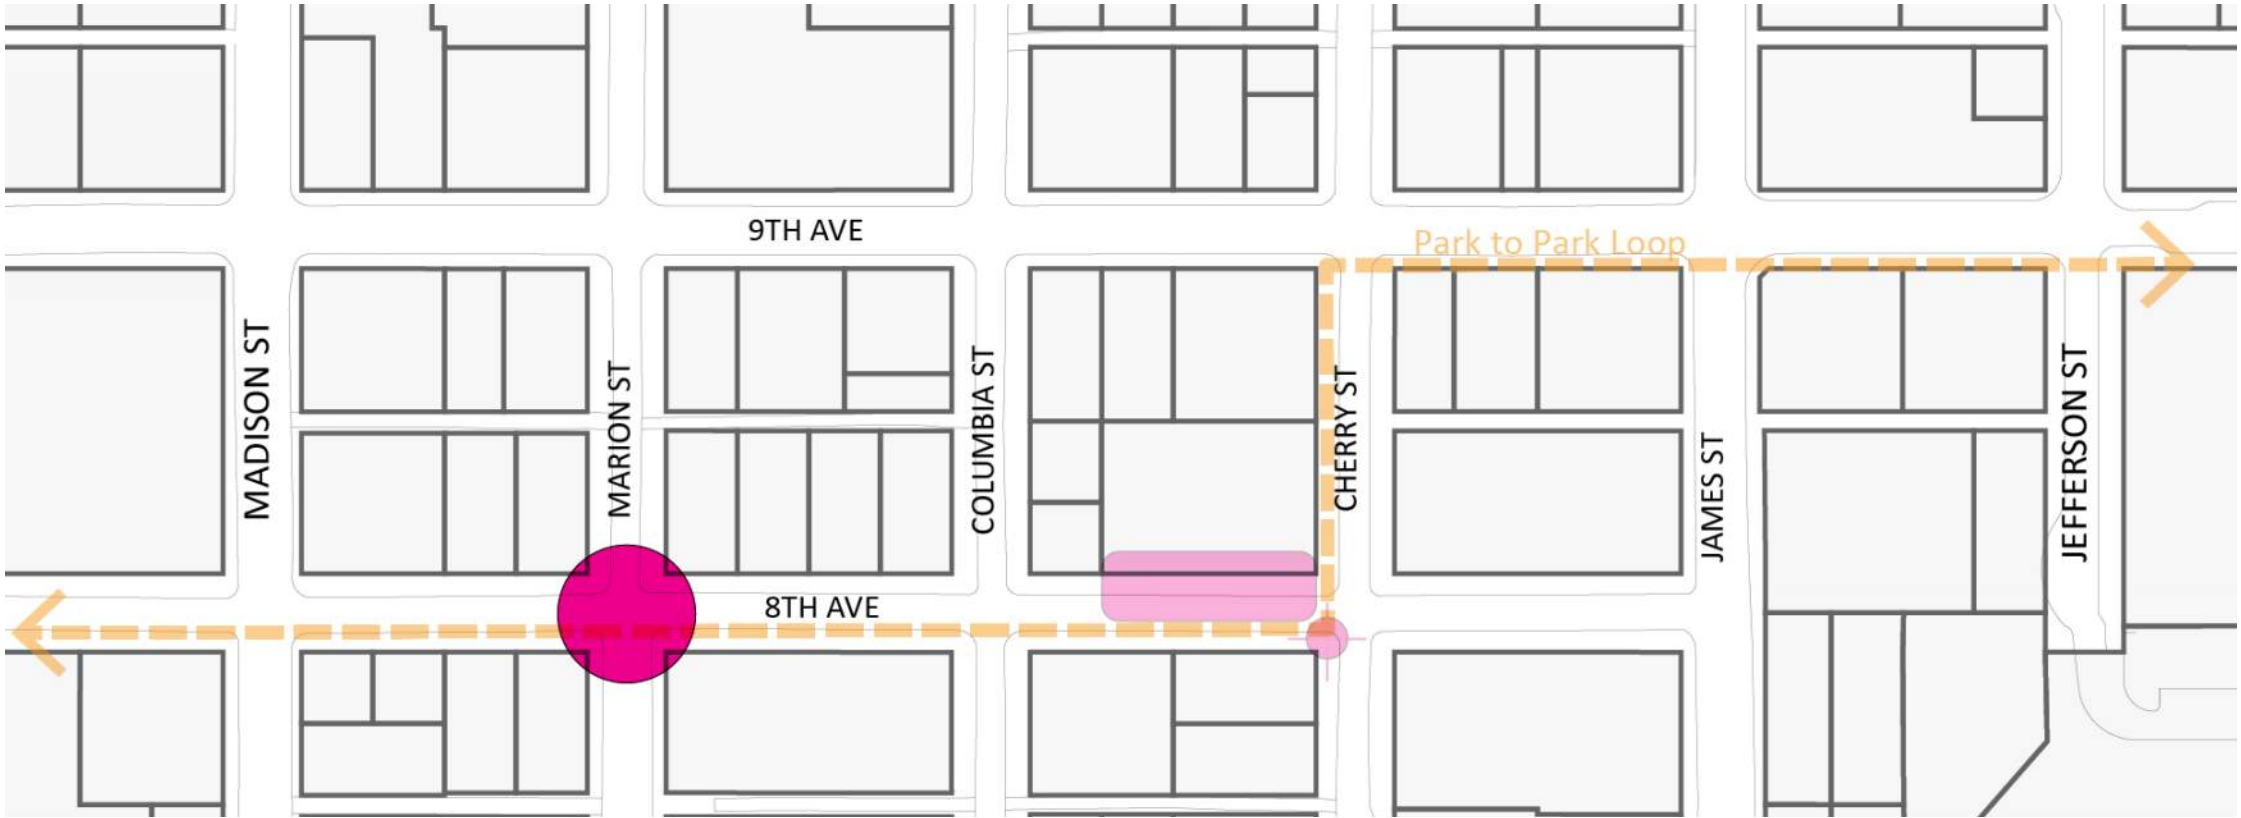 9TH AVE
Park to Park Loop
MADISON ST
MARION ST
COLUMBIA ST
CHERRY ST
JAMES ST
JEFFERSON ST
8TH AVE